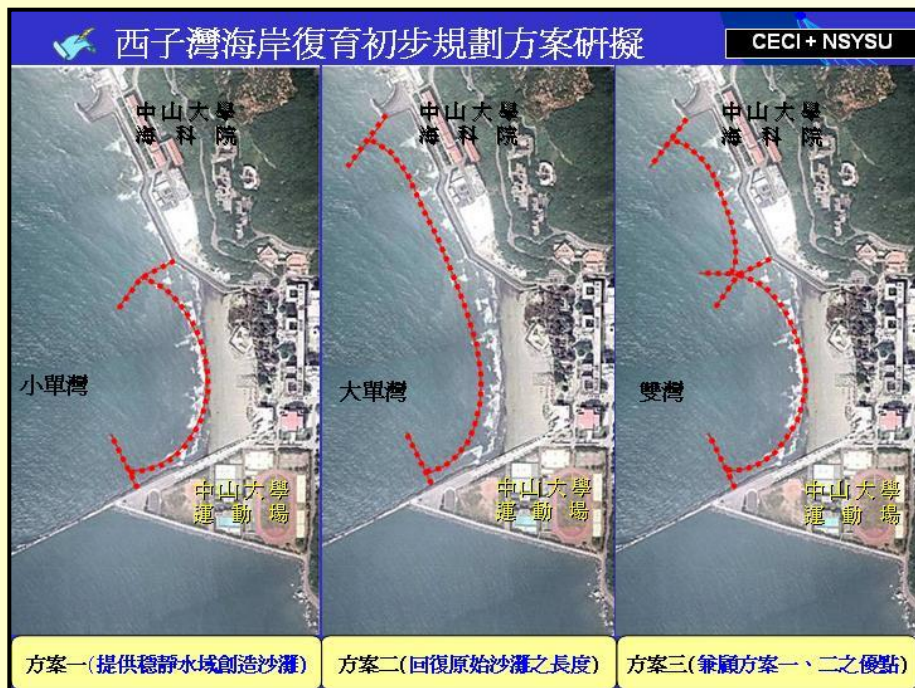 西子灣海岸復育初步規劃方案研擬
CECI + NSYSU
中山大學
海科院
小單灣
中山大學
運動場
方案一(提供穩靜水域創造沙灘)
中山大學
海科院
大單灣
中山大學
運動場
方案二(回復原始沙灘之長度)
中山大學
海科院
雙灣
中山大學
運動場
方案三(兼顧方案一、二之優點)